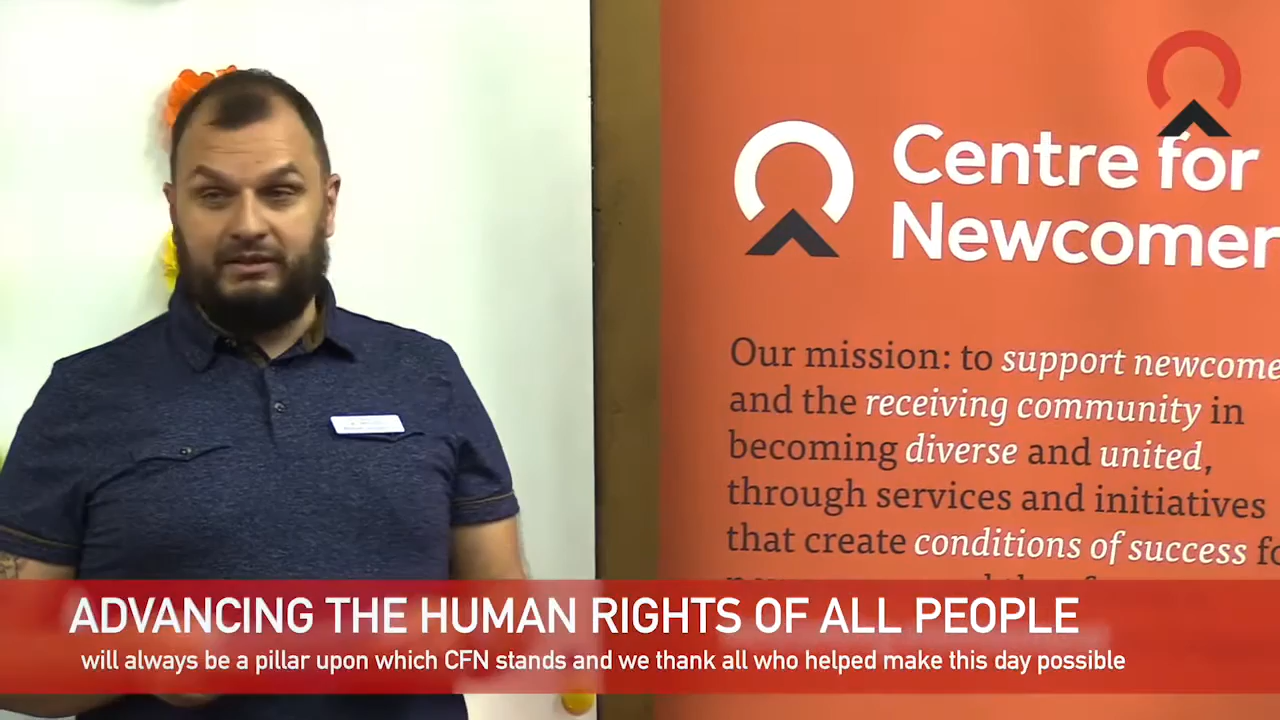 Centre for
Newcomer
Our mission: to support newcome
and the receiving community in
becoming diverse and united,
through services and initiatives
that create conditions of success fo
ADVANCING THE HUMAN RIGHTS OF ALL PEOPLE
will always be a pillar upon which CFN stands and we thank all who helped make this day possible